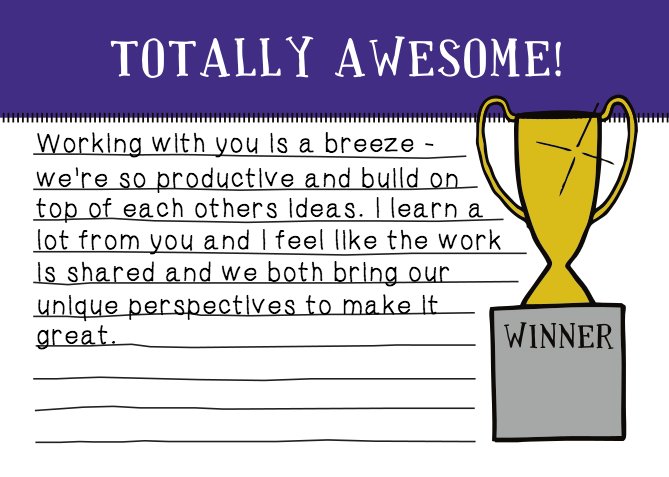 TOTALLY AWESOME!
Working with you is a breeze -
we're so productive and build on
top of each others ideas. I learn a
lot from you and I feel like the work
is shared and we both bring our
unique perspectives to make it
great.
WINNER